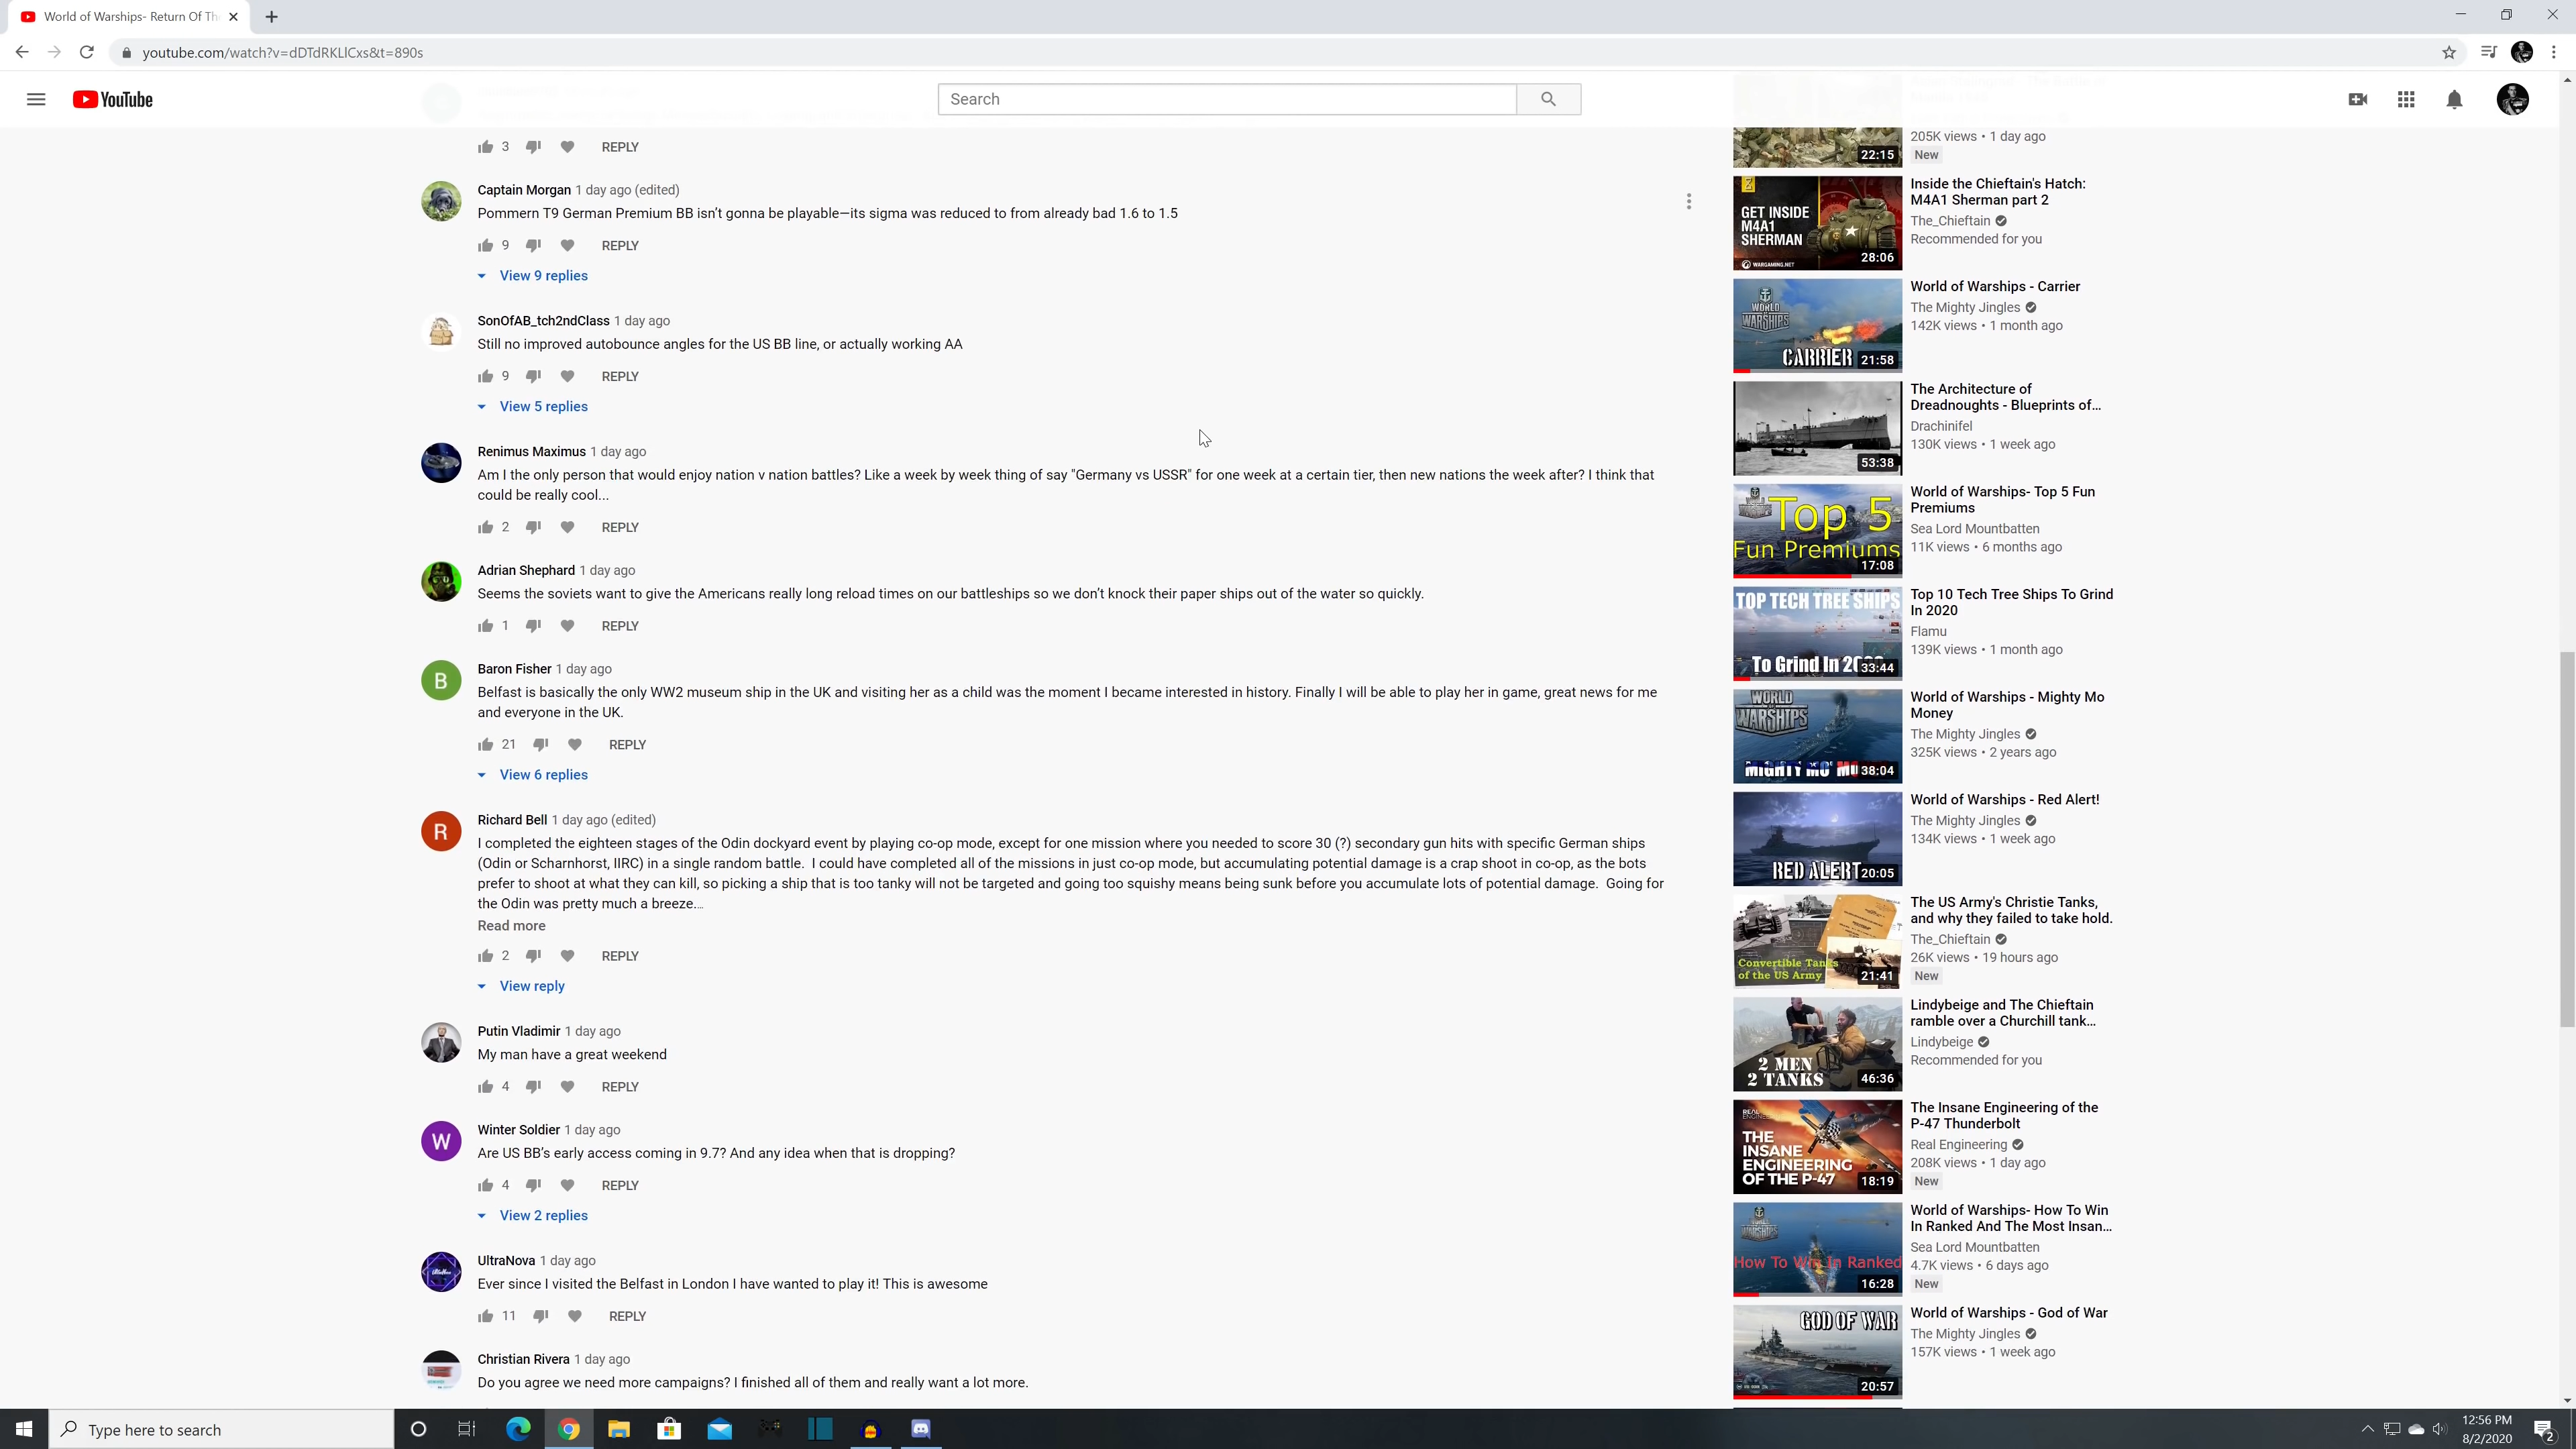 World of Warships- Return Of Th
youtube.com/watch?v=dDTdRKLlCxs&t=890s
YouTube
Search
3 REPLY
Captain Morgan 1 day ago (edited)
Pommern T9 German Premium BB isn’t gonna be playable—its sigma was reduced to from already bad 1.6 to 1.5
9 REPLY
View 9 replies
SonOfAB_tch2ndClass 1 day ago
Still no improved autobounce angles for the US BB line, or actually working AA
9 REPLY
View 5 replies
Renimus Maximus 1 day ago
Am I the only person that would enjoy nation v nation battles? Like a week by week thing of say "Germany vs USSR" for one week at a certain tier, then new nations the week after? I think that
could be really cool...
2 REPLY
Adrian Shephard 1 day ago
Seems the soviets want to give the Americans really long reload times on our battleships so we don’t knock their paper ships out of the water so quickly.
1 REPLY
B
Baron Fisher 1 day ago
Belfast is basically the only WW2 museum ship in the UK and visiting her as a child was the moment I became interested in history. Finally I will be able to play her in game, great news for me
and everyone in the UK.
21 REPLY
View 6 replies
R
Richard Bell 1 day ago (edited)
I completed the eighteen stages of the Odin dockyard event by playing co-op mode, except for one mission where you needed to score 30 (?) secondary gun hits with specific German ships
(Odin or Scharnhorst, IIRC) in a single random battle. I could have completed all of the missions in just co-op mode, but accumulating potential damage is a crap shoot in co-op, as the bots
prefer to shoot at what they can kill, so picking a ship that is too tanky will not be targeted and going too squishy means being sunk before you accumulate lots of potential damage. Going for
the Odin was pretty much a breeze.…
Read more
2 REPLY
View reply
Putin Vladimir 1 day ago
My man have a great weekend
4 REPLY
W
Winter Soldier 1 day ago
Are US BB’s early access coming in 9.7? And any idea when that is dropping?
4 REPLY
View 2 replies
UltraNova 1 day ago
Ever since I visited the Belfast in London I have wanted to play it! This is awesome
11 REPLY
Christian Rivera 1 day ago
Do you agree we need more campaigns? I finished all of them and really want a lot more.
22:15
205K views • 1 day ago
New
GET INSIDE
M4A1
SHERMAN
WARGAMING.NET
28:06
Inside the Chieftain's Hatch:
M4A1 Sherman part 2
The_Chieftain
Recommended for you
WORLD
WARSHIPS
CARRIER
21:58
World of Warships - Carrier
The Mighty Jingles
142K views • 1 month ago
53:38
The Architecture of
Dreadnoughts - Blueprints of...
Drachinifel
130K views • 1 week ago
Top 5
Fun Premiums
17:08
World of Warships- Top 5 Fun
Premiums
Sea Lord Mountbatten
11K views • 6 months ago
TOP TECH TREE SHIPS
To Grind In 20
33:44
Top 10 Tech Tree Ships To Grind
In 2020
Flamu
139K views • 1 month ago
WORLD
WARSHIPS
MIGHTY MO' MO
38:04
World of Warships - Mighty Mo
Money
The Mighty Jingles
325K views • 2 years ago
RED ALERT
20:05
World of Warships - Red Alert!
The Mighty Jingles
134K views • 1 week ago
Convertible Tanks
of the US Army
21:41
The US Army's Christie Tanks,
and why they failed to take hold.
The_Chieftain
26K views • 19 hours ago
New
2 MEN
2 TANKS
46:36
Lindybeige and The Chieftain
ramble over a Churchill tank...
Lindybeige
Recommended for you
REAL
THE
INSANE
ENGINEERING
OF THE P-47
18:19
The Insane Engineering of the
P-47 Thunderbolt
Real Engineering
208K views • 1 day ago
New
WARSHIPS
How To Win In Ranked
16:28
World of Warships- How To Win
In Ranked And The Most Insan...
Sea Lord Mountbatten
4.7K views • 6 days ago
New
GOD OF WAR
20:57
World of Warships - God of War
The Mighty Jingles
157K views • 1 week ago
Type here to search
12:56 PM
8/2/2020
2